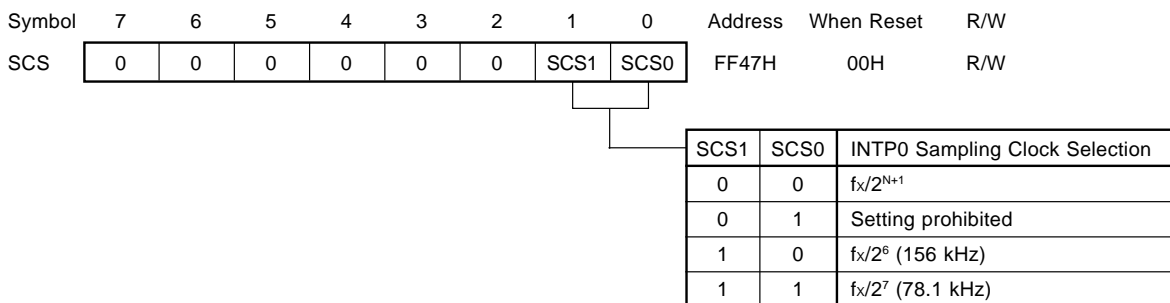 Symbol 7 6 5 4 3 2 1 0 Address When Reset R/W
SCS 0 0 0 0 0 0 SCS1 SCS0 FF47H 00H R/W
SCS1 SCS0 INTP0 Sampling Clock Selection
0 0 fx/2ᴺ⁺¹
0 1 Setting prohibited
1 0 fx/2⁶ (156 kHz)
1 1 fx/2⁷ (78.1 kHz)